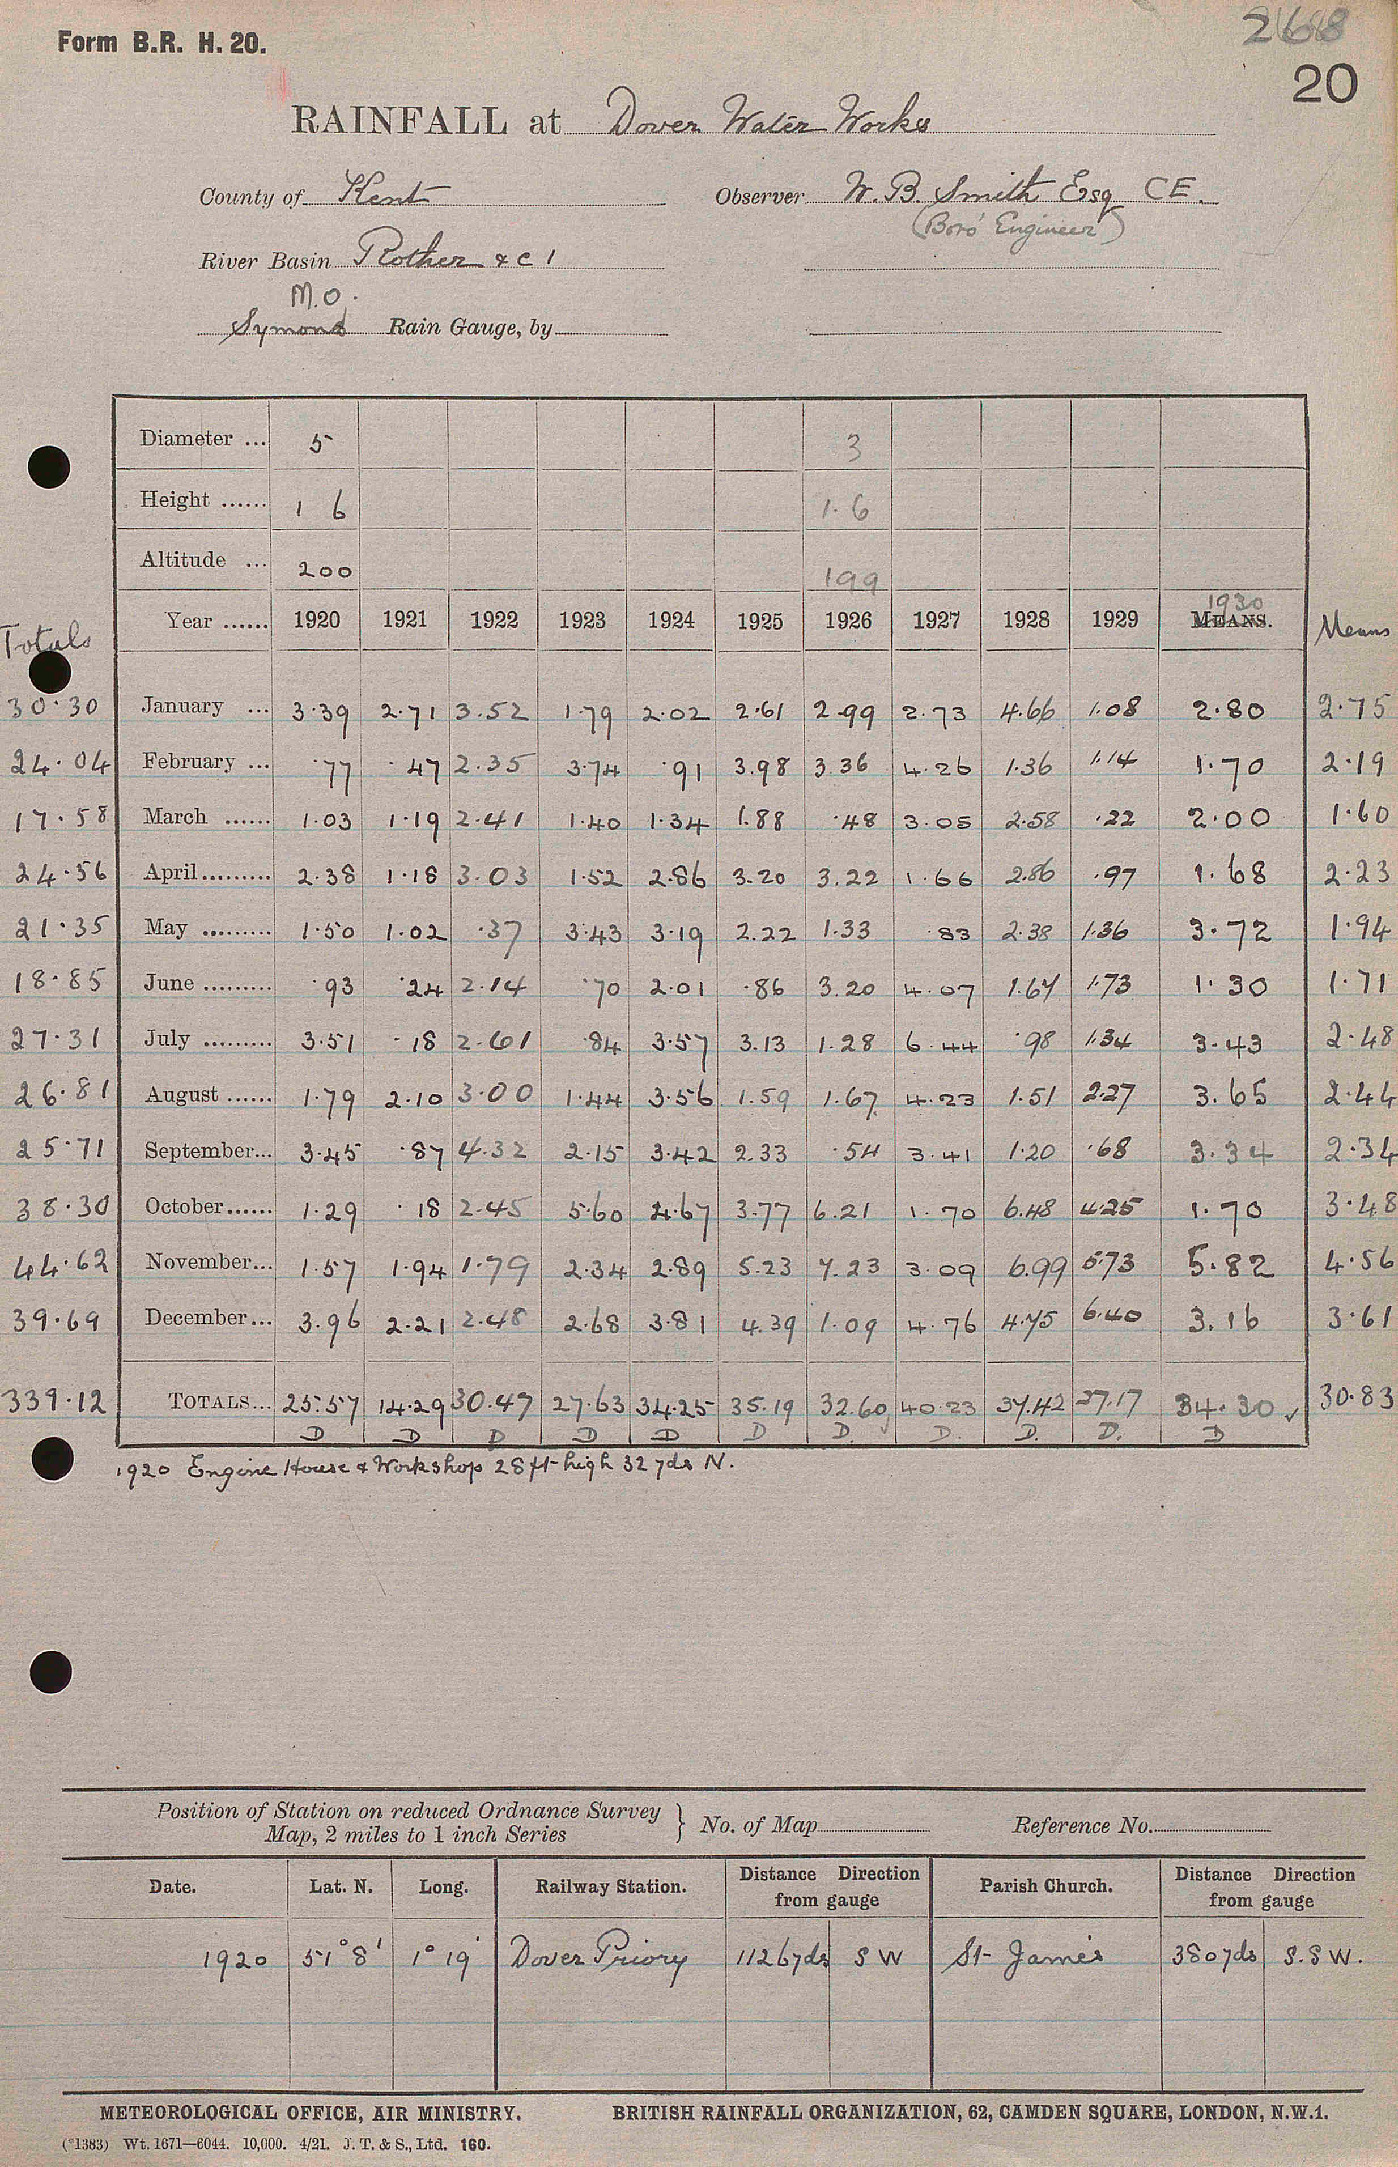 Form B.R. H. 20.
268
20
RAINFALL at Dover Water Works
County of Kent Observer W. B. Smith Esq CE.
(Boro' Engineer)
River Basin Rother &c 1
M.O.
Symons Rain Gauge, by
Diameter ... 5 3
Height ...... 1 6 1.6
Altitude ... 200 199
1930
Totals Year ...... 1920 1921 1922 1923 1924 1925 1926 1927 1928 1929 MEANS. Means
30.30 January ... 3.39 2.71 3.52 1.79 2.02 2.61 2.99 2.73 4.66 1.08 2.80 2.75
24.04 February ... .77 .47 2.35 3.74 .91 3.98 3.36 4.26 1.36 1.14 1.70 2.19
17.58 March ...... 1.03 1.19 2.41 1.40 1.34 1.88 .48 3.05 2.58 .22 2.00 1.60
24.56 April......... 2.38 1.18 3.03 1.52 2.86 3.20 3.22 1.66 2.86 .97 1.68 2.23
21.35 May ......... 1.50 1.02 .37 3.43 3.19 2.22 1.33 .83 2.38 1.36 3.72 1.94
18.85 June ......... .93 .24 2.14 .70 2.01 .86 3.20 4.07 1.67 1.73 1.30 1.71
27.31 July ......... 3.51 .18 2.61 .84 3.57 3.13 1.28 6.44 .98 1.34 3.43 2.48
26.81 August ...... 1.79 2.10 3.00 1.44 3.56 1.59 1.67 4.23 1.51 2.27 3.65 2.44
25.71 September... 3.45 .87 4.32 2.15 3.42 2.33 .54 3.41 1.20 .68 3.34 2.34
38.30 October...... 1.29 .18 2.45 5.60 4.67 3.77 6.21 1.70 6.48 4.25 1.70 3.48
44.62 November... 1.57 1.94 1.79 2.34 2.89 5.23 7.23 3.09 6.99 5.73 5.82 4.56
39.69 December... 3.96 2.21 2.48 2.68 3.81 4.39 1.09 4.76 4.75 6.40 3.16 3.61
339.12 TOTALS... 25.57 14.29 30.47 27.63 34.25 35.19 32.60 40.23 37.42 27.17 34.30 ✓ 30.83
D D D D D D D. D. D. D. D
1920 Engine House & Workshop 28 ft high 32 yds N.
Position of Station on reduced Ordnance Survey
Map, 2 miles to 1 inch Series } No. of Map Reference No.
Date. Lat. N. Long. Railway Station. Distance Direction from gauge Parish Church. Distance Direction from gauge
1920 51° 8' 1° 19' Dover Priory 1126 yds S W St James 380 yds S.S W.
METEOROLOGICAL OFFICE, AIR MINISTRY. BRITISH RAINFALL ORGANIZATION, 62, CAMDEN SQUARE, LONDON, N.W.1.
(*1383) Wt. 1671—6044. 10,000. 4/21. J. T. & S., Ltd. 160.